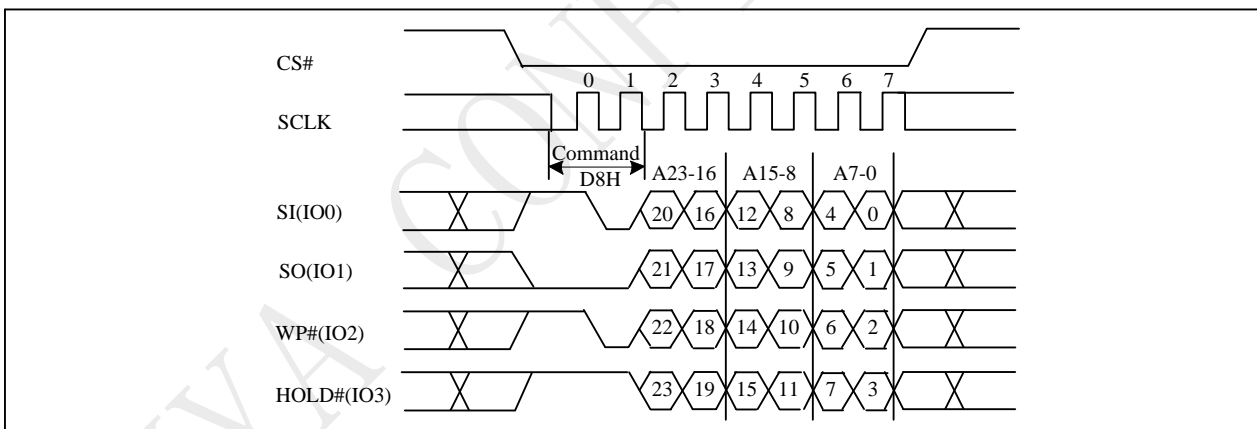 CS#
0 1 2 3 4 5 6 7
SCLK
Command
D8H
A23-16 A15-8 A7-0
SI(IO0) 20 16 12 8 4 0
SO(IO1) 21 17 13 9 5 1
WP#(IO2) 22 18 14 10 6 2
HOLD#(IO3) 23 19 15 11 7 3